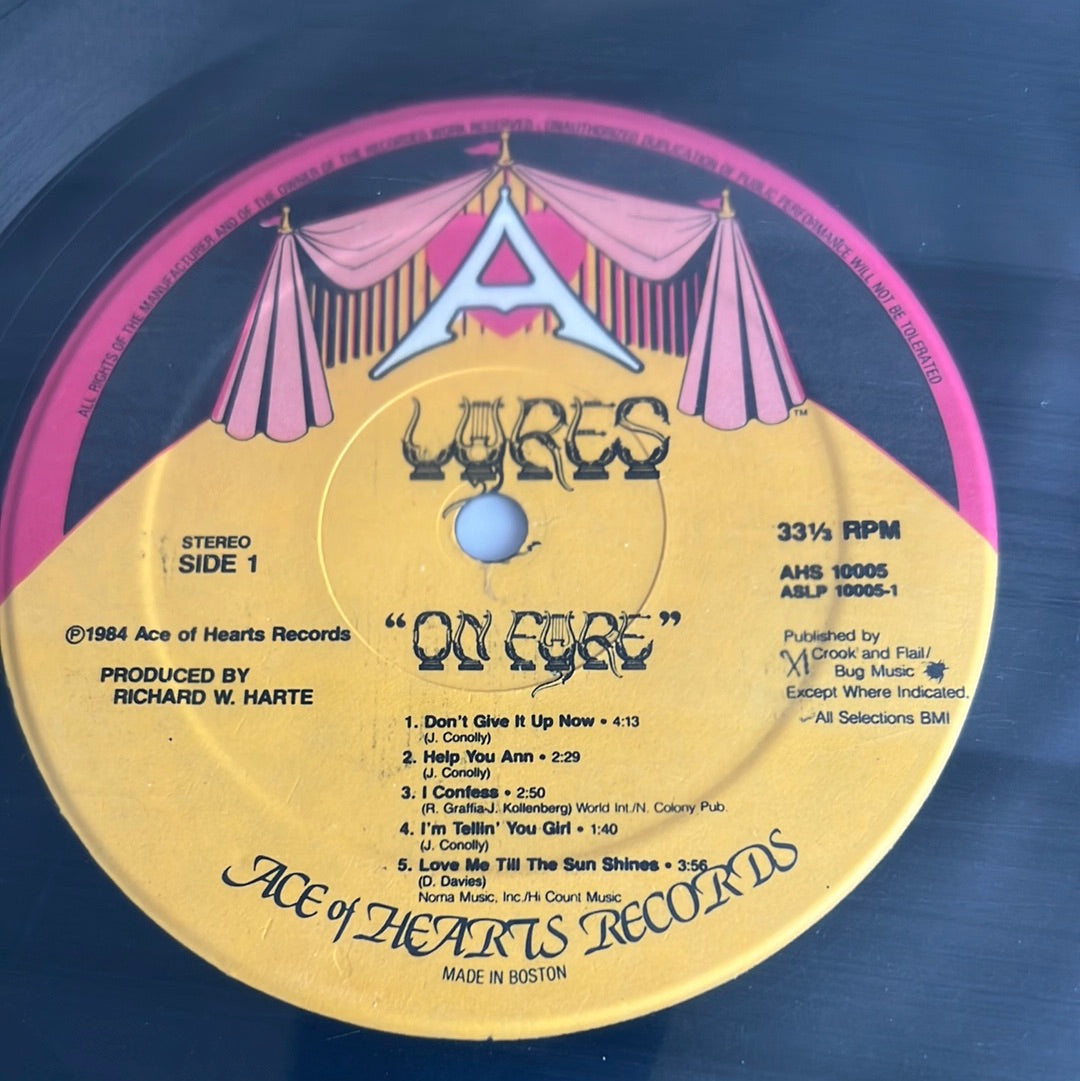 ALL RIGHTS OF THE MANUFACTURER AND OF THE OWNER OF THE RECORDED WORK RESERVED . UNAUTHORIZED DUPLICATION OF PUBLIC PERFORMANCE WILL NOT BE TOLERATED
A
TM
LYRES
STEREO
SIDE 1
33⅓ RPM
AHS 10005
ASLP 10005-1
℗1984 Ace of Hearts Records
PRODUCED BY
RICHARD W. HARTE
"ON FYRE"
Published by
Crook and Flail/
Bug Music
Except Where Indicated.
All Selections BMI
1. Don't Give It Up Now • 4:13
(J. Conolly)
2. Help You Ann • 2:29
(J. Conolly)
3. I Confess • 2:50
(R. Graffia-J. Kollenberg) World Int./N. Colony Pub.
4. I'm Tellin' You Girl • 1:40
(J. Conolly)
5. Love Me Till The Sun Shines • 3:56
(D. Davies)
Noma Music, Inc./Hi Count Music
ACE of HEARTS RECORDS
MADE IN BOSTON